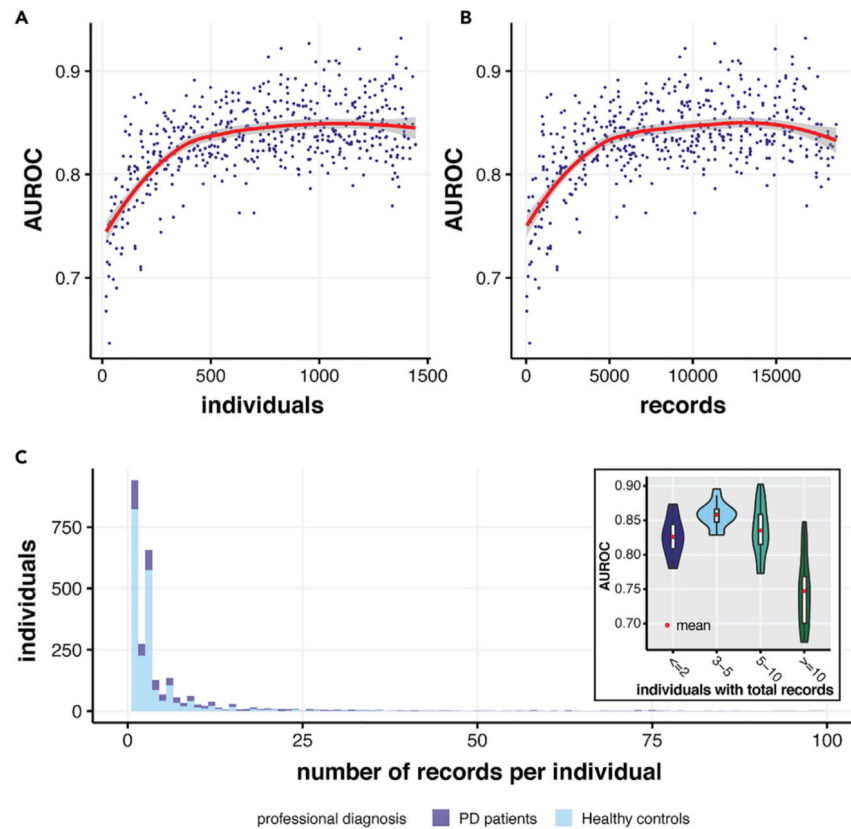 A
B
0.9
0.8
0.7
AUROC
0
500
1000
1500
individuals
0.9
0.8
0.7
AUROC
0
5000
10000
15000
records
C
750
500
250
0
individuals
0
25
50
75
100
number of records per individual
0.90
0.85
0.80
0.75
0.70
AUROC
mean
<=2
3-5
5-10
>=10
individuals with total records
professional diagnosis PD patients Healthy controls